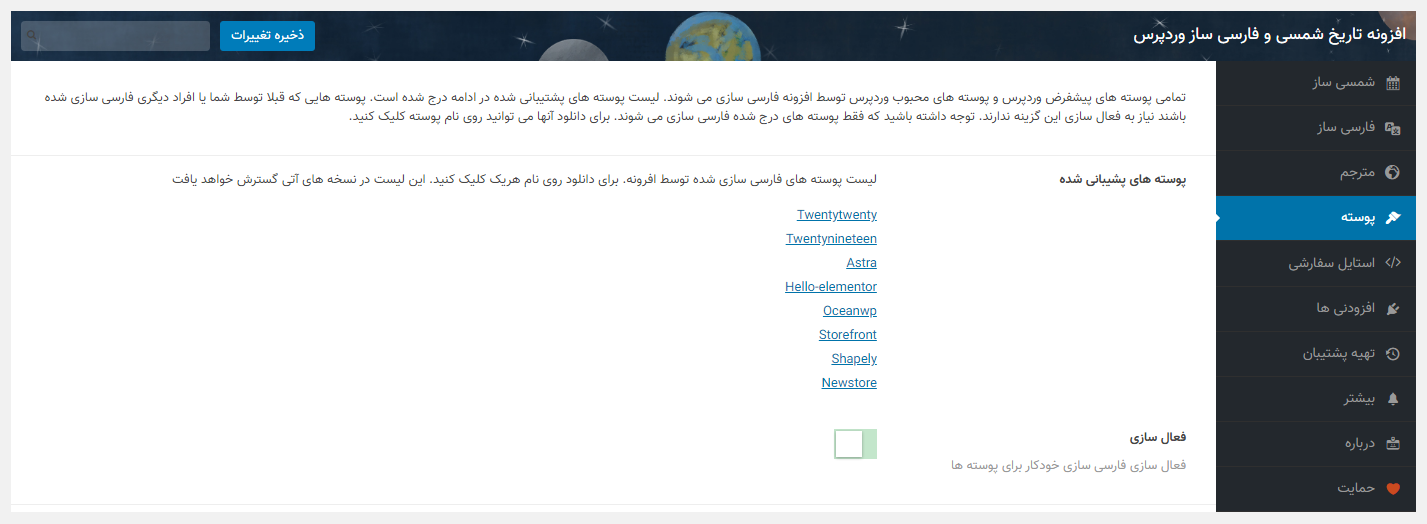 افزونه تاریخ شمسی و فارسی ساز وردپرس
ذخیره تغییرات
شمسی ساز
فارسی ساز
مترجم
پوسته
استایل سفارشی
افزودنی ها
تهیه پشتیبان
بیشتر
درباره
حمایت
تمامی پوسته های پیشفرض وردپرس و پوسته های محبوب وردپرس توسط افزونه فارسی سازی می شوند. لیست پوسته های پشتیبانی شده در ادامه درج شده است. پوسته هایی که قبلا توسط شما یا افراد دیگری فارسی سازی شده
باشند نیاز به فعال سازی این گزینه ندارند. توجه داشته باشید که فقط پوسته های درج شده فارسی سازی می شوند. برای دانلود آنها می توانید روی نام پوسته کلیک کنید.
پوسته های پشیبانی شده
لیست پوسته های فارسی سازی شده توسط افرونه. برای دانلود روی نام هریک کلیک کنید. این لیست در نسخه های آتی گسترش خواهد یافت
Twentytwenty
Twentynineteen
Astra
Hello-elementor
Oceanwp
Storefront
Shapely
Newstore
فعال سازی
فعال سازی فارسی سازی خودکار برای پوسته ها